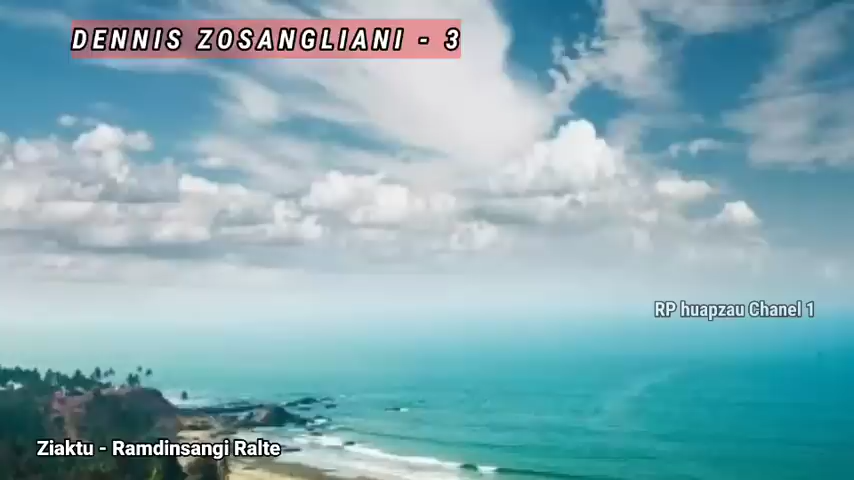 DENNIS ZOSANGLIANI - 3
RP huapzau Chanel 1
Ziaktu - Ramdinsangi Ralte